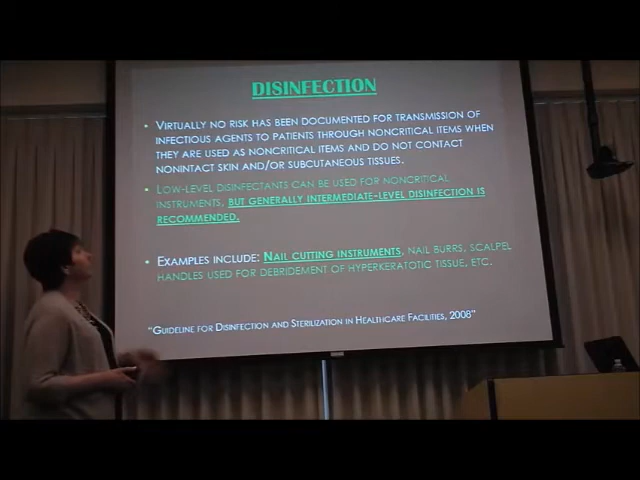 DISINFECTION
• VIRTUALLY NO RISK HAS BEEN DOCUMENTED FOR TRANSMISSION OF
INFECTIOUS AGENTS TO PATIENTS THROUGH NONCRITICAL ITEMS WHEN
THEY ARE USED AS NONCRITICAL ITEMS AND DO NOT CONTACT
NONINTACT SKIN AND/OR SUBCUTANEOUS TISSUES.
• LOW-LEVEL DISINFECTANTS CAN BE USED FOR NONCRITICAL
INSTRUMENTS, BUT GENERALLY INTERMEDIATE-LEVEL DISINFECTION IS
RECOMMENDED.
• EXAMPLES INCLUDE: NAIL CUTTING INSTRUMENTS, NAIL BURRS, SCALPEL
HANDLES USED FOR DEBRIDEMENT OF HYPERKERATOTIC TISSUE, ETC.
"GUIDELINE FOR DISINFECTION AND STERILIZATION IN HEALTHCARE FACILITIES, 2008"